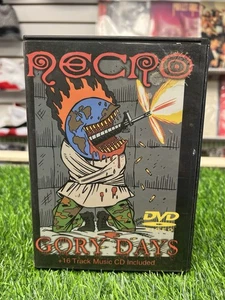 NECRO
DVD
GORY DAYS
+16 Track Music CD Included